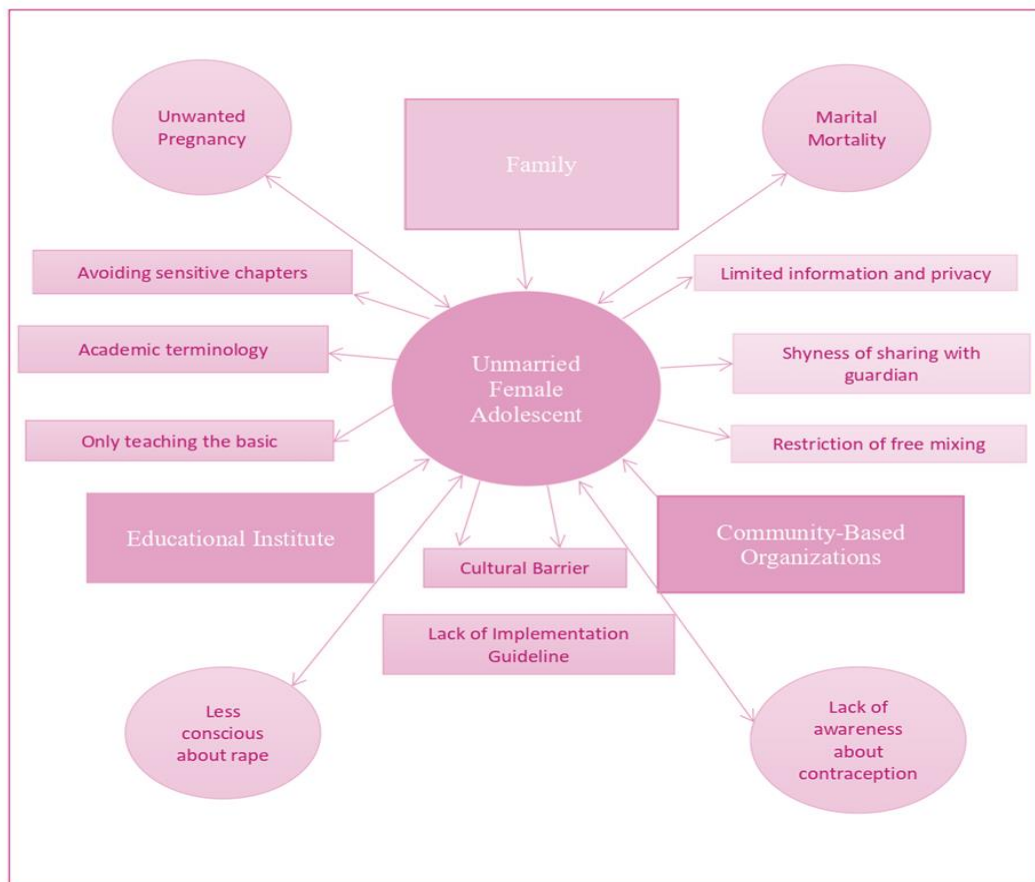 Unwanted
Pregnancy
Family
Marital
Mortality
Avoiding sensitive chapters
Limited information and privacy
Academic terminology
Unmarried
Female
Adolescent
Shyness of sharing with
guardian
Only teaching the basic
Restriction of free mixing
Educational Institute
Community-Based
Organizations
Cultural Barrier
Lack of Implementation
Guideline
Less
conscious
about rape
Lack of
awareness
about
contraception